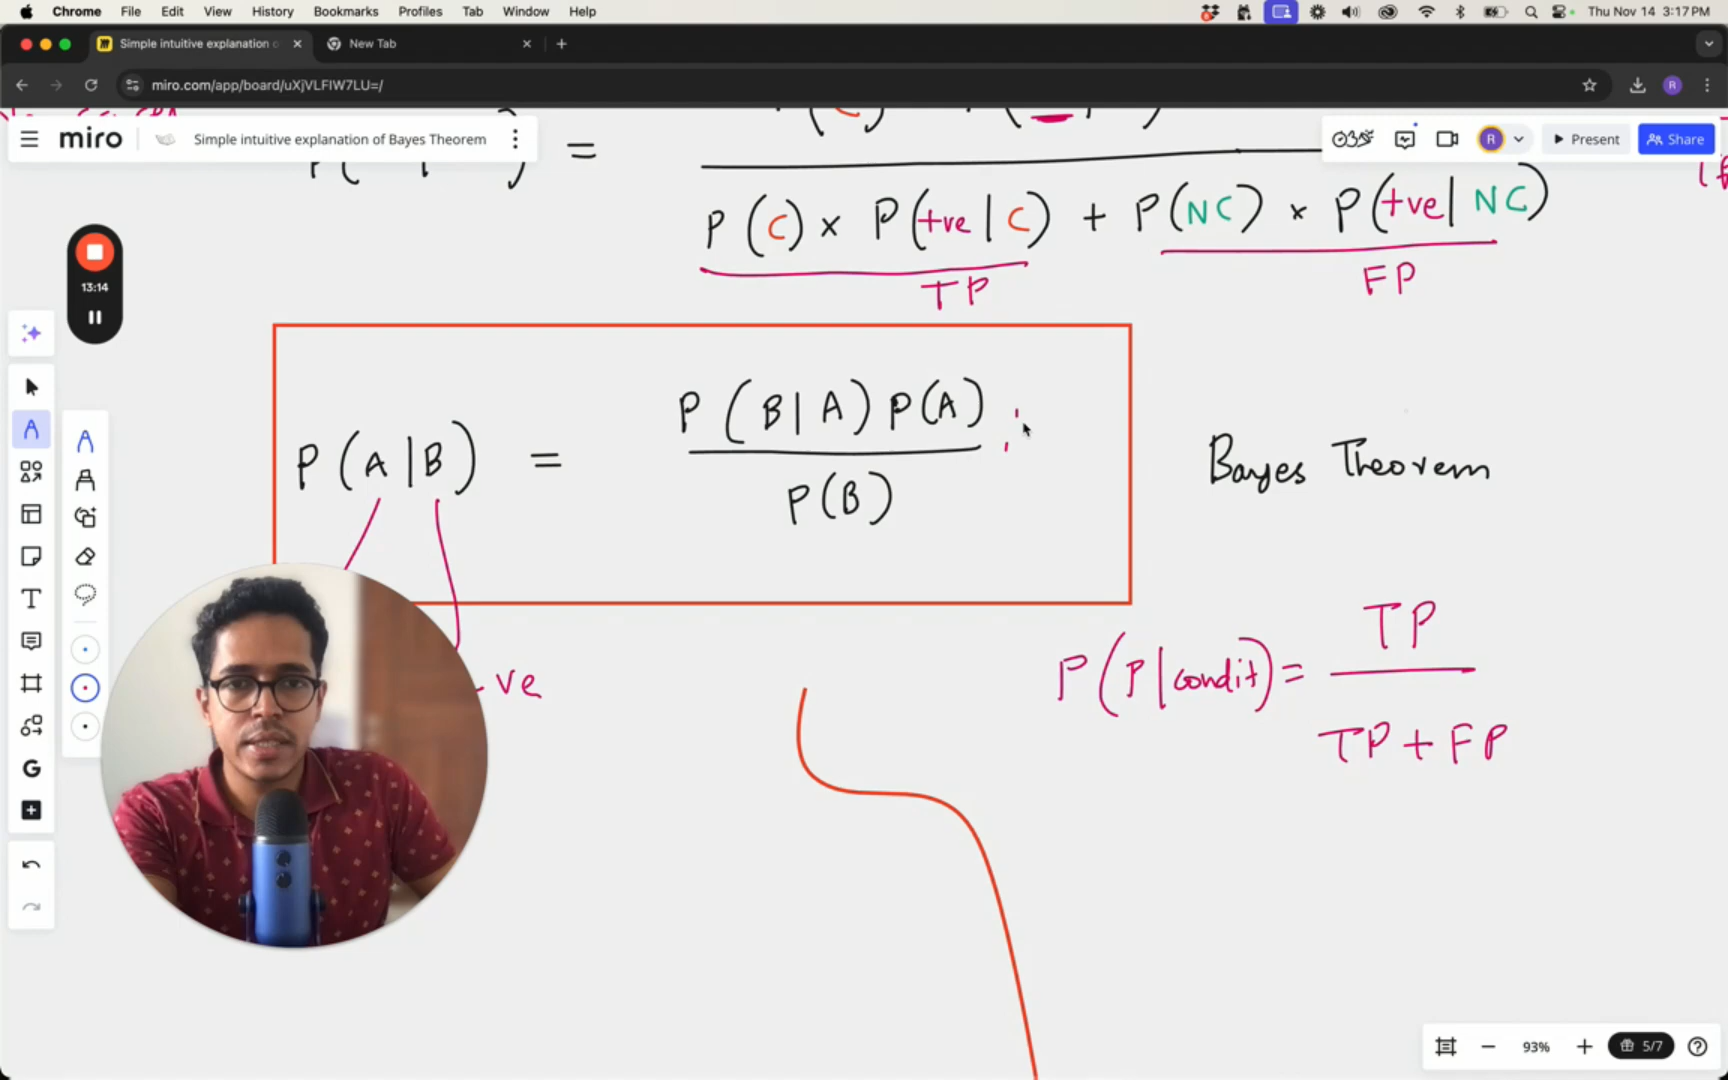 Chrome File Edit View History Bookmarks Profiles Tab Window Help Thu Nov 14 3:17 PM
Simple intuitive explanation o New Tab
miro.com/app/board/uXjVLFIW7LU=/ R
miro Simple intuitive explanation of Bayes Theorem R Present Share
=
P(C) × P(+ve|C) + P(NC) × P(+ve|NC)
TP FP
13:14
P(A|B) = P(B|A)P(A)
P(B)
Bayes Theorem
ve
P(P|condit) = TP
TP + FP
93% 5/7